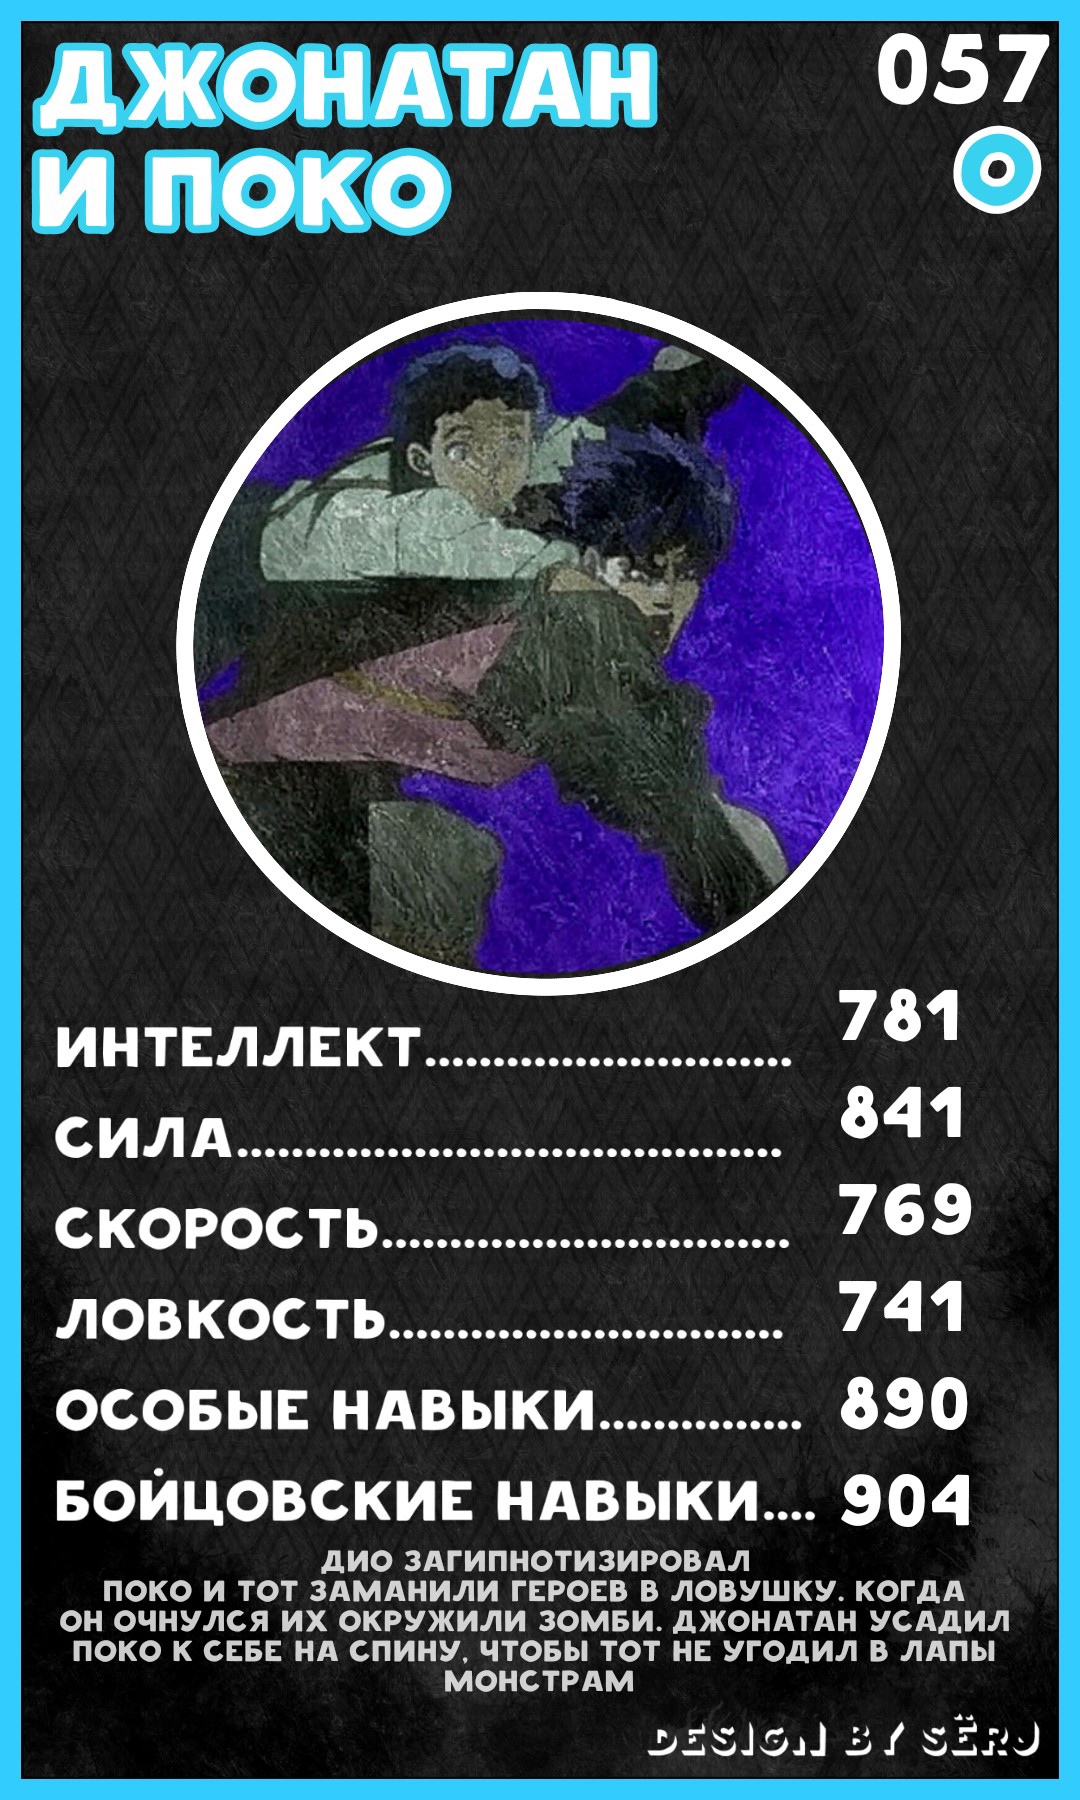 ДЖОНАТАН
И ПОКО
057
О
ИНТЕЛЛЕКТ........................... 781
СИЛА........................................ 841
СКОРОСТЬ.............................. 769
ЛОВКОСТЬ............................. 741
ОСОБЫЕ НАВЫКИ............... 890
БОЙЦОВСКИЕ НАВЫКИ.... 904
ДИО ЗАГИПНОТИЗИРОВАЛ
ПОКО И ТОТ ЗАМАНИЛИ ГЕРОЕВ В ЛОВУШКУ. КОГДА
ОН ОЧНУЛСЯ ИХ ОКРУЖИЛИ ЗОМБИ. ДЖОНАТАН УСАДИЛ
ПОКО К СЕБЕ НА СПИНУ, ЧТОБЫ ТОТ НЕ УГОДИЛ В ЛАПЫ
МОНСТРАМ
DESIGN BY SЁRJ